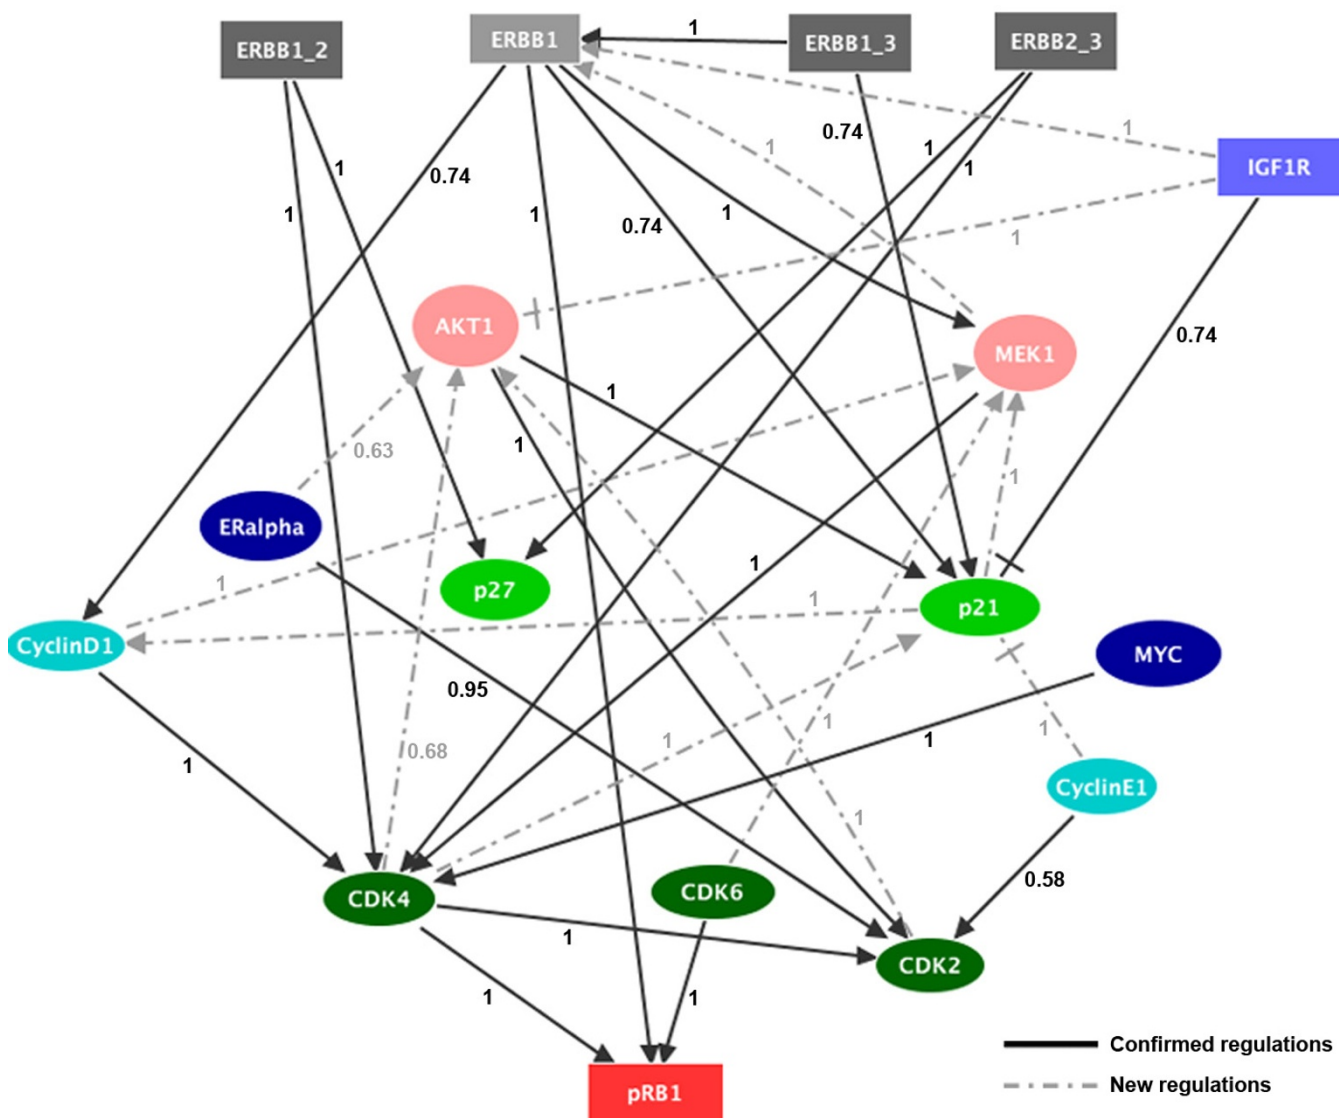 ERBB1_2
ERBB1
1
ERBB1_3
ERBB2_3
0.74
1
1
1
IGF1R
1
0.74
1
1
1
1
0.74
1
1
AKT1
0.74
MEK1
1
1
0.63
1
ERalpha
1
1
p27
1
p21
CyclinD1
MYC
0.95
1
1
1
1
0.68
1
CyclinE1
1
CDK4
CDK6
0.58
1
CDK2
1
1
Confirmed regulations
New regulations
pRB1